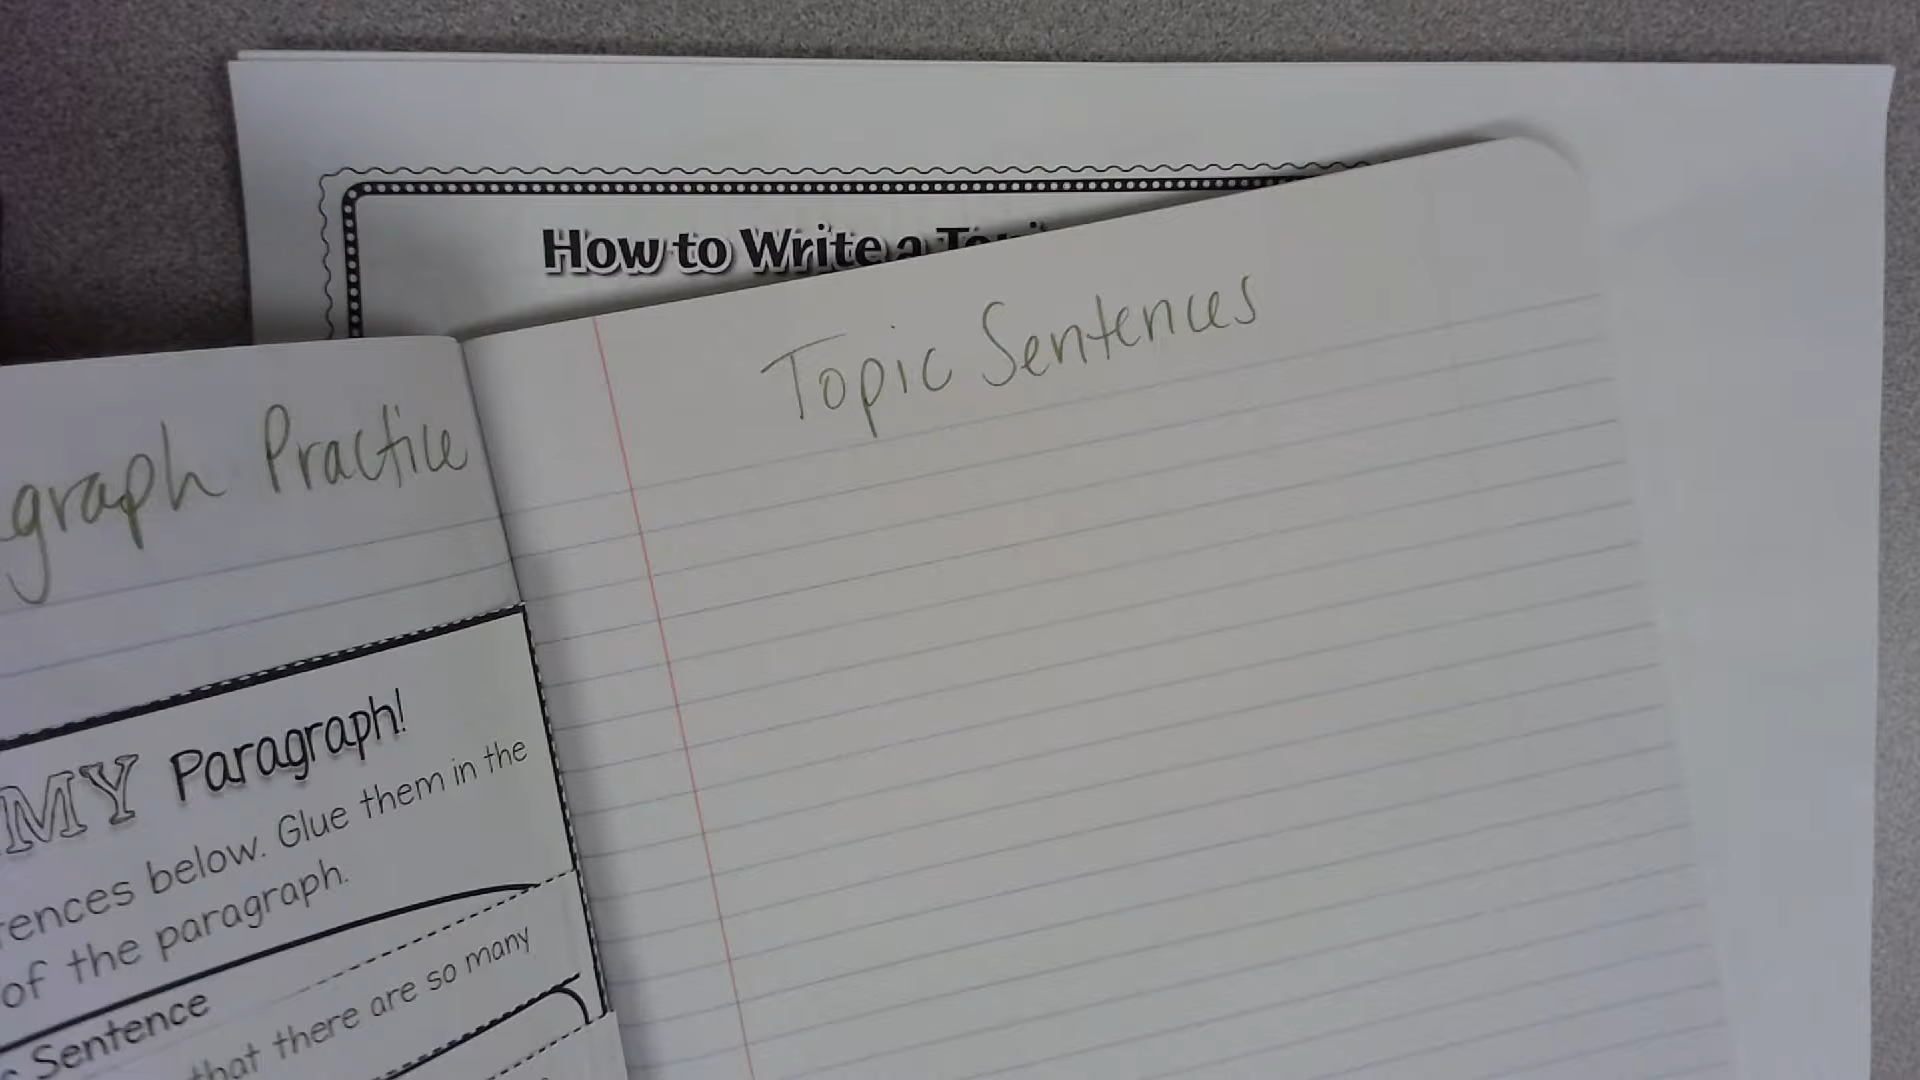 How to Write a
Topic Sentences
graph Practice
MY Paragraph!
below. Glue them in the
of the paragraph.
Sentence
that there are so many